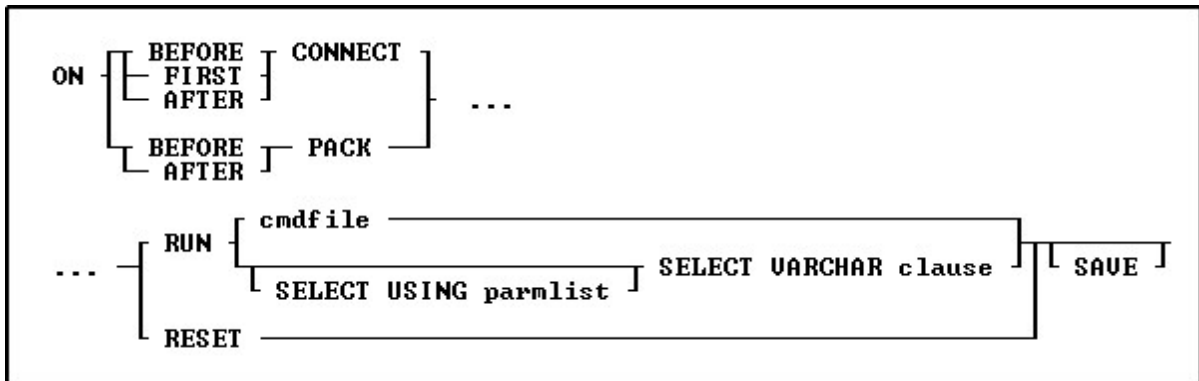 BEFORE CONNECT
ON FIRST
AFTER
...
BEFORE PACK
AFTER
cmdfile
RUN
SELECT VARCHAR clause
... SAVE
SELECT USING parmlist
RESET